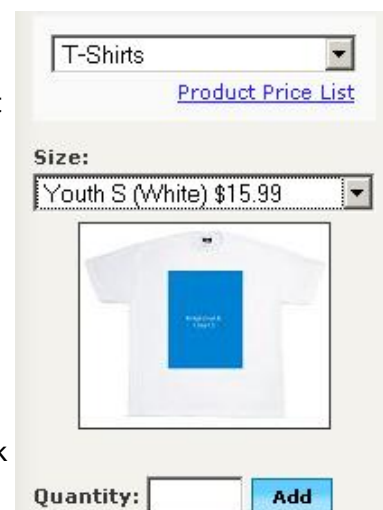 T-Shirts
Product Price List
Size:
Youth S (White) $15.99
k
Quantity:
Add